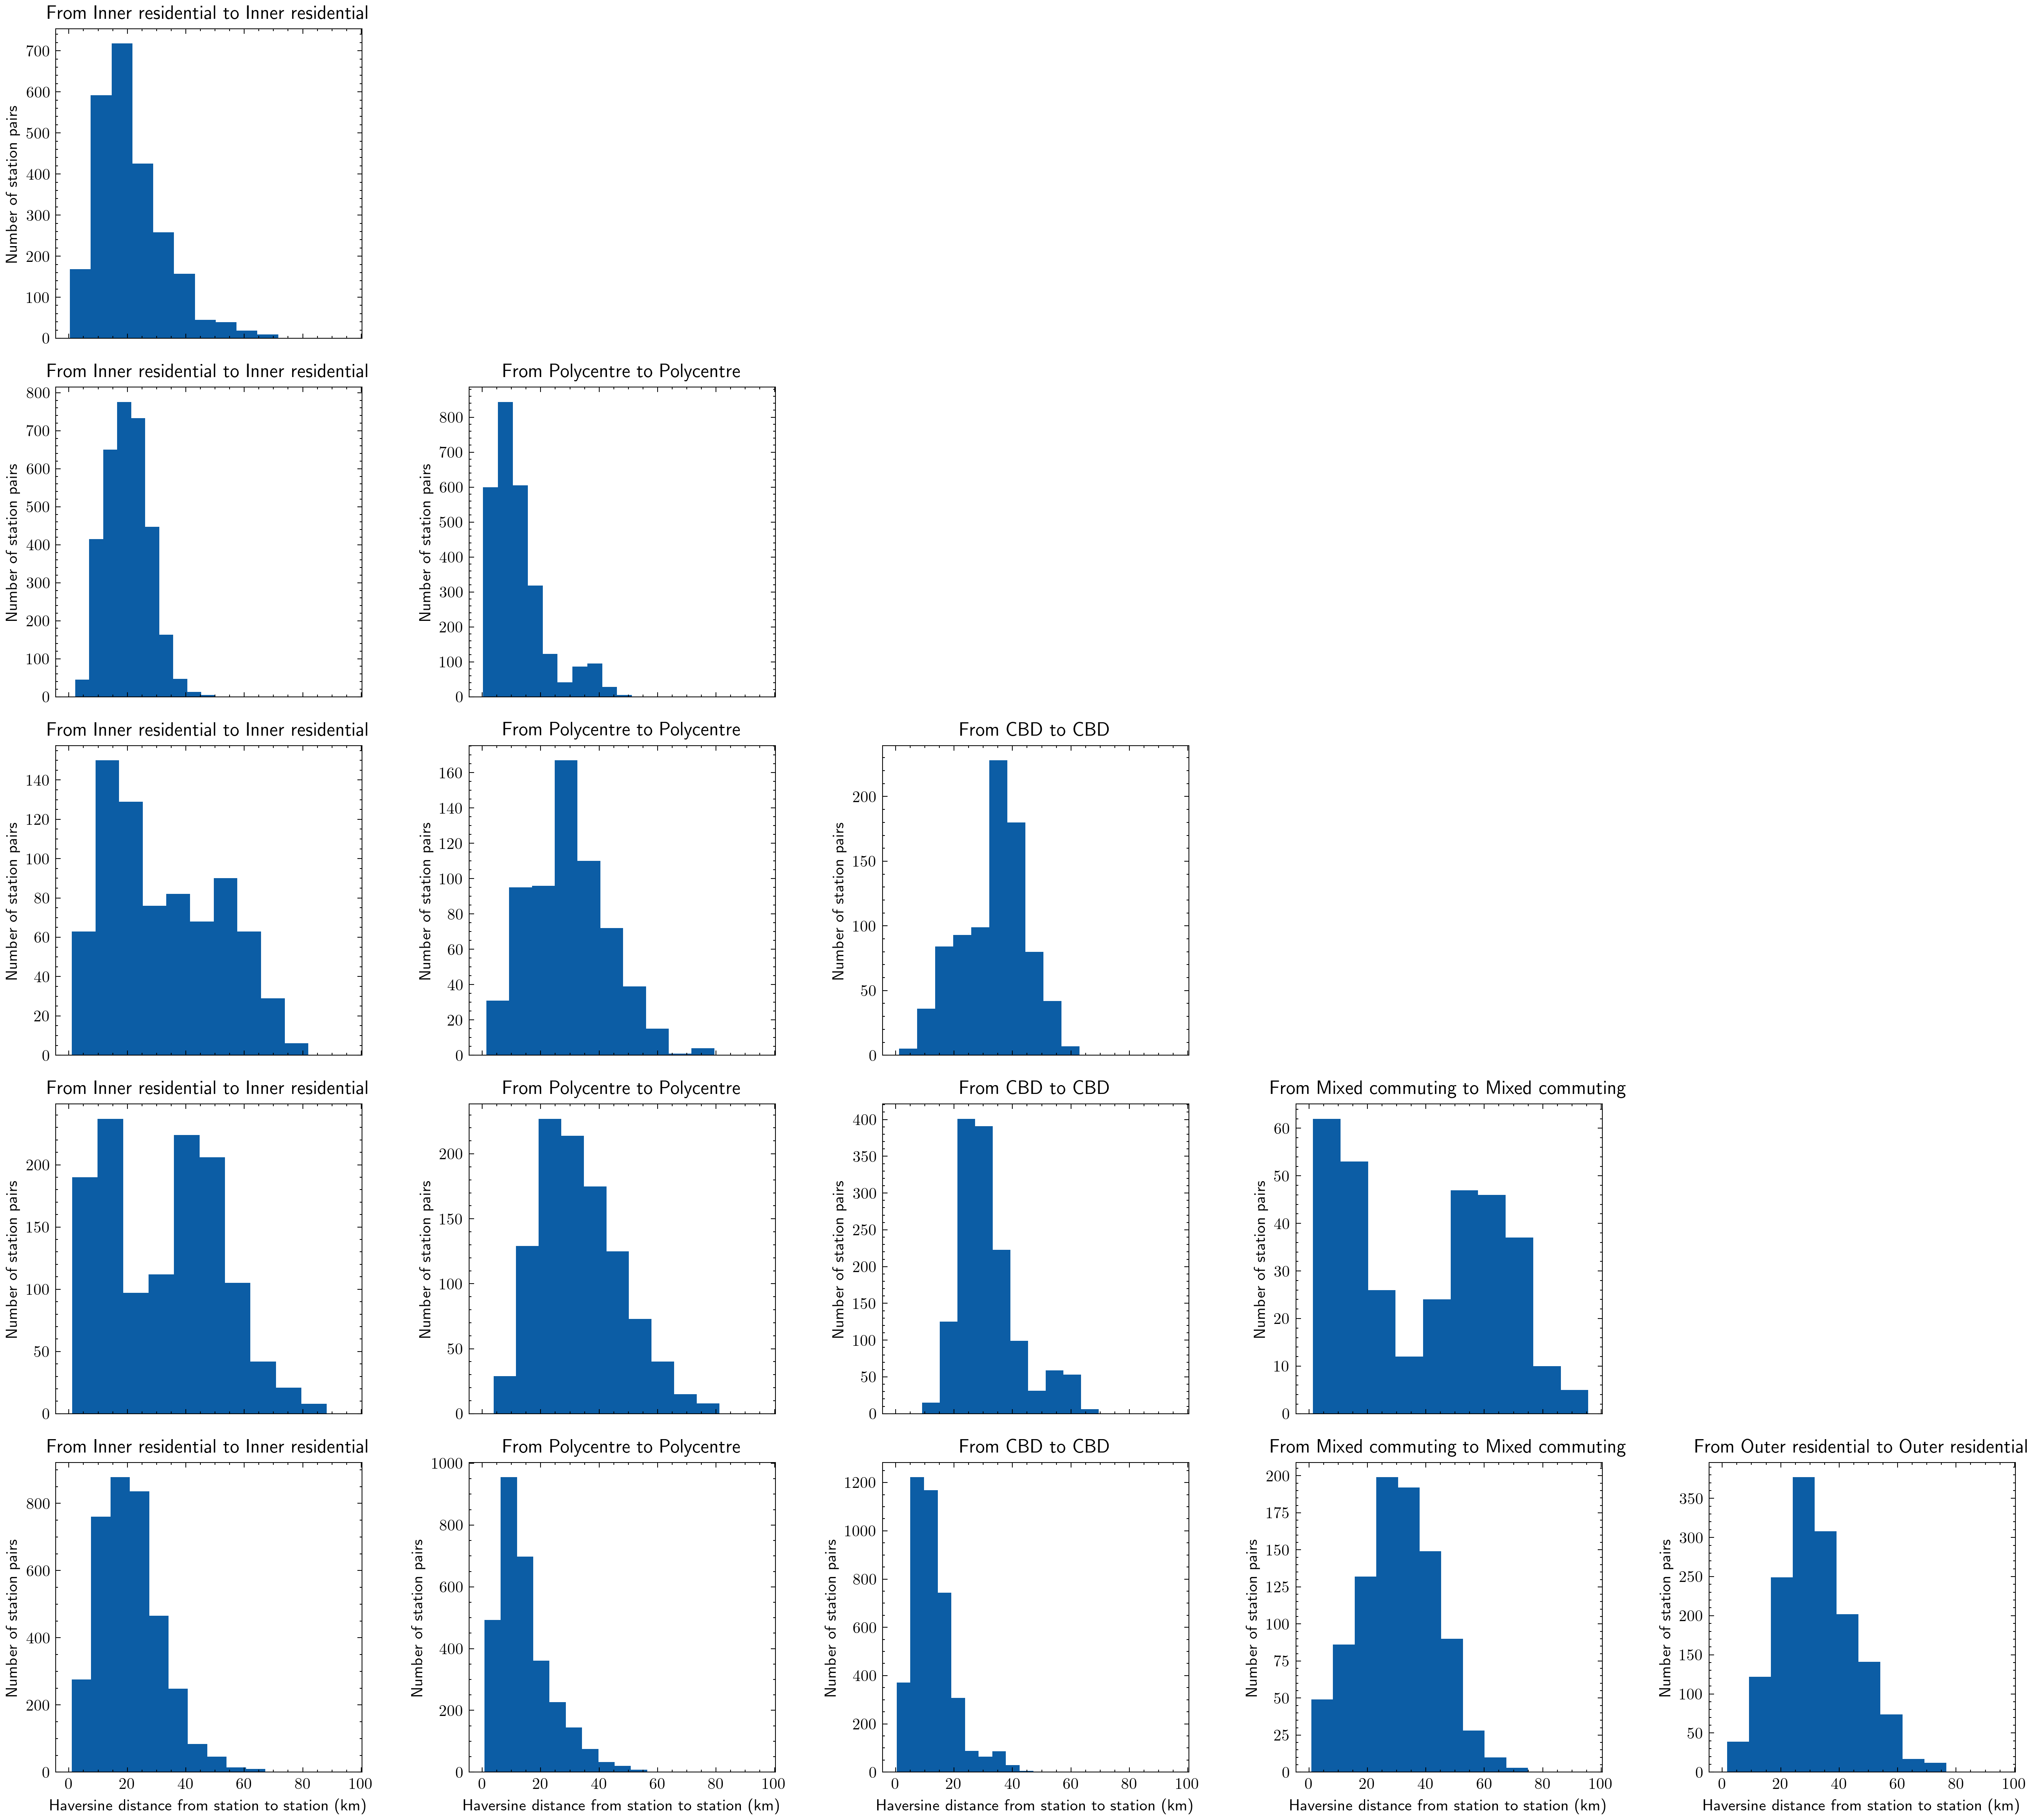 From Inner residential to Inner residential
700
600
500
400
300
200
100
0
Number of station pairs
From Inner residential to Inner residential
800
700
600
500
400
300
200
100
0
Number of station pairs
From Polycentre to Polycentre
800
700
600
500
400
300
200
100
0
Number of station pairs
From Inner residential to Inner residential
140
120
100
80
60
40
20
0
Number of station pairs
From Polycentre to Polycentre
160
140
120
100
80
60
40
20
0
Number of station pairs
From CBD to CBD
200
150
100
50
0
Number of station pairs
From Inner residential to Inner residential
200
150
100
50
0
Number of station pairs
From Polycentre to Polycentre
200
150
100
50
0
Number of station pairs
From CBD to CBD
400
350
300
250
200
150
100
50
0
Number of station pairs
From Mixed commuting to Mixed commuting
60
50
40
30
20
10
0
Number of station pairs
From Inner residential to Inner residential
800
600
400
200
0
Number of station pairs
0 20 40 60 80 100
Haversine distance from station to station (km)
From Polycentre to Polycentre
1000
800
600
400
200
0
Number of station pairs
0 20 40 60 80 100
Haversine distance from station to station (km)
From CBD to CBD
1200
1000
800
600
400
200
0
Number of station pairs
0 20 40 60 80 100
Haversine distance from station to station (km)
From Mixed commuting to Mixed commuting
200
175
150
125
100
75
50
25
0
Number of station pairs
0 20 40 60 80 100
Haversine distance from station to station (km)
From Outer residential to Outer residential
350
300
250
200
150
100
50
0
Number of station pairs
0 20 40 60 80 100
Haversine distance from station to station (km)